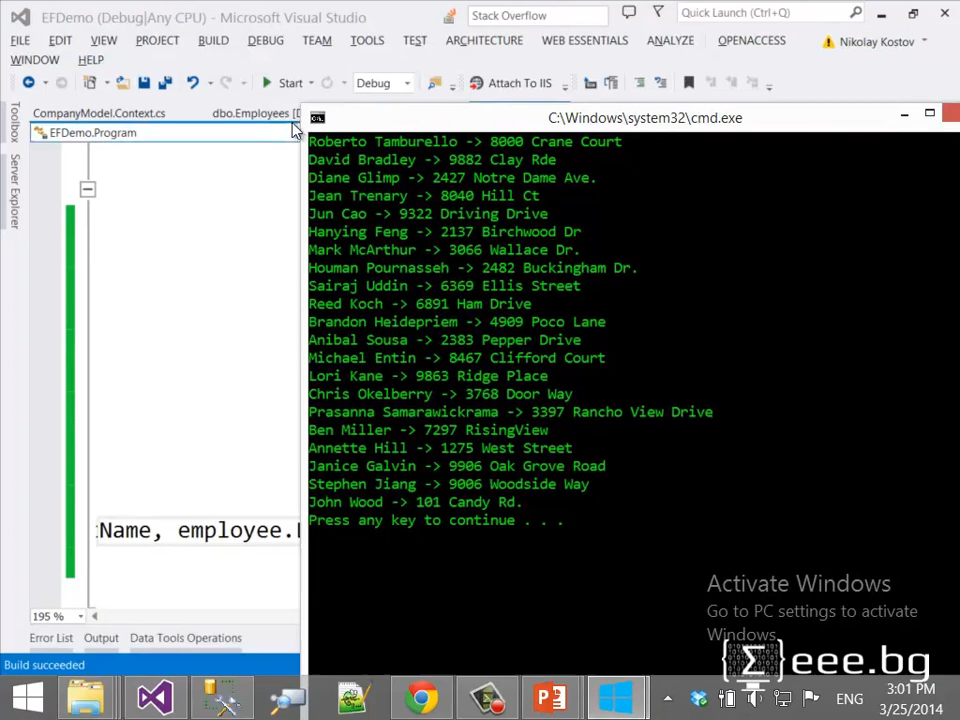 EFDemo (Debug|Any CPU) - Microsoft Visual Studio
Stack Overflow
Quick Launch (Ctrl+Q)
FILE EDIT VIEW PROJECT BUILD DEBUG TEAM TOOLS TEST ARCHITECTURE WEB ESSENTIALS ANALYZE OPENACCESS
Nikolay Kostov
WINDOW HELP
Start
Debug
Attach To IIS
CompanyModel.Context.cs
dbo.Employees [D
EFDemo.Program
Toolbox
Server Explorer
C:\Windows\system32\cmd.exe
Roberto Tamburello -> 8000 Crane Court
David Bradley -> 9882 Clay Rde
Diane Glimp -> 2427 Notre Dame Ave.
Jean Trenary -> 8040 Hill Ct
Jun Cao -> 9322 Driving Drive
Hanying Feng -> 2137 Birchwood Dr
Mark McArthur -> 3066 Wallace Dr.
Houman Pournasseh -> 2482 Buckingham Dr.
Sairaj Uddin -> 6369 Ellis Street
Reed Koch -> 6891 Ham Drive
Brandon Heidepriem -> 4909 Poco Lane
Anibal Sousa -> 2383 Pepper Drive
Michael Entin -> 8467 Clifford Court
Lori Kane -> 9863 Ridge Place
Chris Okelberry -> 3768 Door Way
Prasanna Samarawickrama -> 3397 Rancho View Drive
Ben Miller -> 7297 RisingView
Annette Hill -> 1275 West Street
Janice Galvin -> 9906 Oak Grove Road
Stephen Jiang -> 9006 Woodside Way
John Wood -> 101 Candy Rd.
Press any key to continue . . .
tName, employee.
195 %
Error List Output Data Tools Operations
Build succeeded
Activate Windows
Go to PC settings to activate
Windows.
{Σ}eee.bg
ENG
3:01 PM
3/25/2014